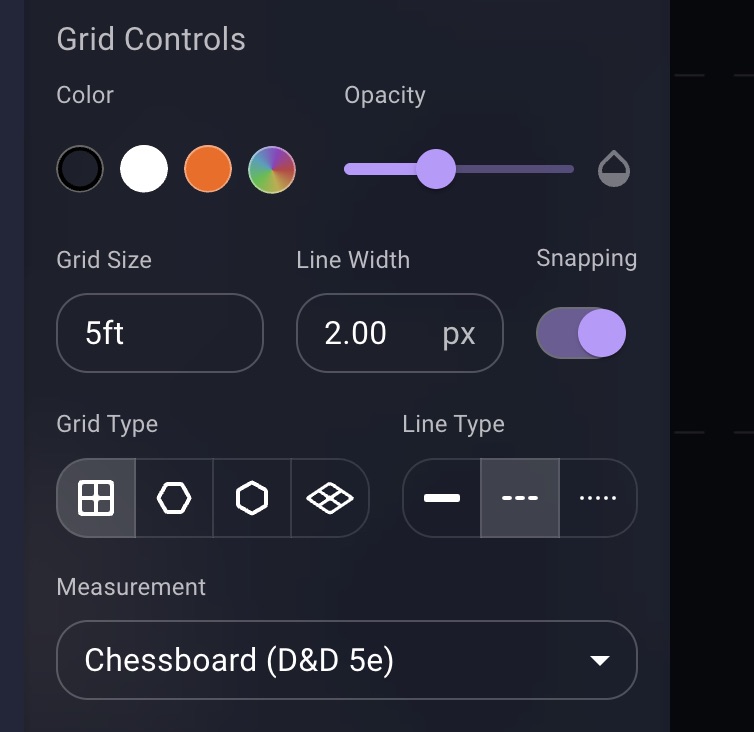 Grid Controls
Color
Opacity
Grid Size
Line Width
Snapping
5ft
2.00 px
Grid Type
Line Type
Measurement
Chessboard (D&D 5e)